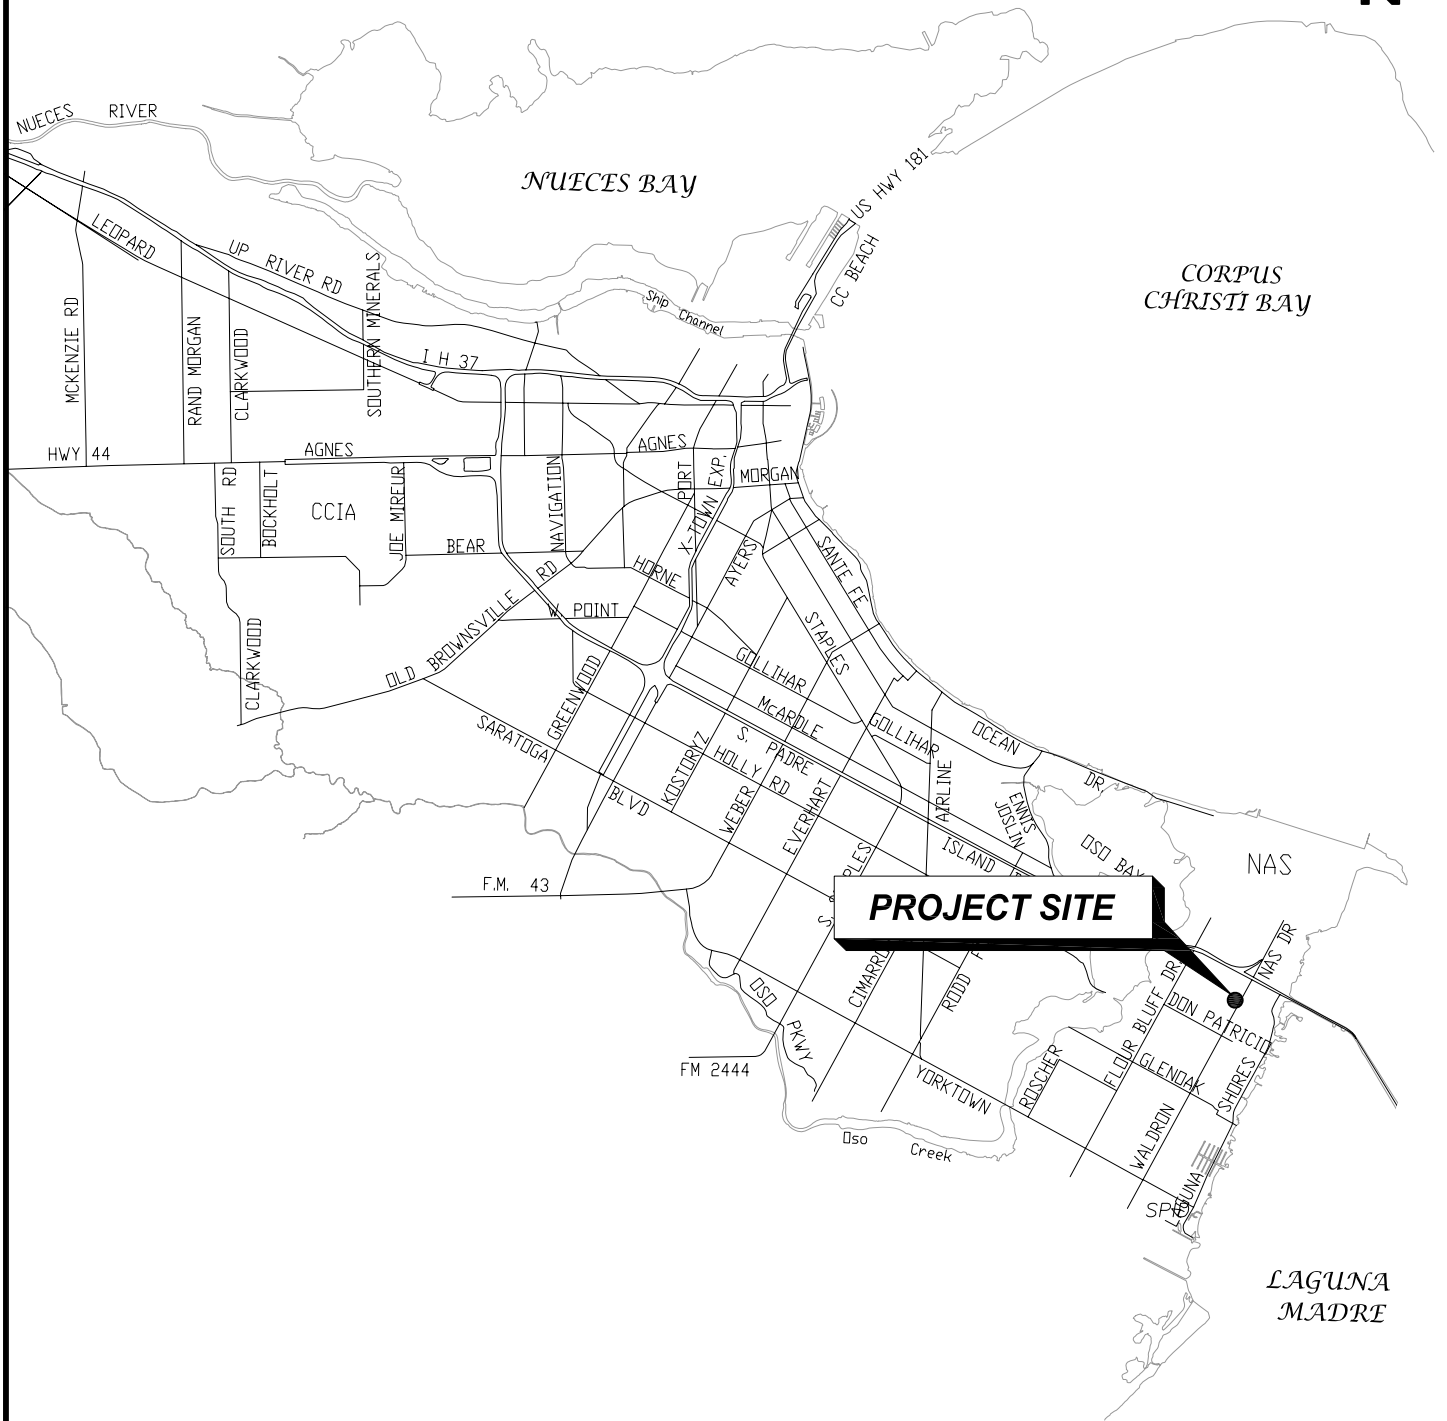 N
NUECES RIVER
NUECES BAY
US HWY 181
CC BEACH
CORPUS
CHRISTI BAY
LEOPARD
UP RIVER RD
SOUTHERN MINERALS
MCKENZIE RD
RAND MORGAN
CLARKWOOD
Ship Channel
I H 37
HWY 44
AGNES
AGNES
MORGAN
SOUTH RD
BOCKHOLT
CCIA
JOE MIREUR
BEAR
NAVIGATION
PORT
X-TOWN EXP.
HORNE
AYERS
SANTE FE
STAPLES
W. POINT
OLD BROWNSVILLE RD
CLARKWOOD
GREENWOOD
SARATOGA
BLVD
GOLLIHAR
McARDLE
GOLLIHAR
OCEAN
DR.
S. PADRE
HOLLY RD
KOSTORYZ
WEBER
EVERHART
AIRLINE
ENNIS
JOSLIN
ISLAND
OSO BAY
NAS
F.M. 43
PROJECT SITE
NAS DR
FLOUR BLUFF DR.
DON PATRICIO
OSO
PKWY
RODD
FM 2444
YORKTOWN
ROSCHER
GLENOAK
SHORES
WALDRON
LAGUNA
Oso Creek
LAGUNA
MADRE